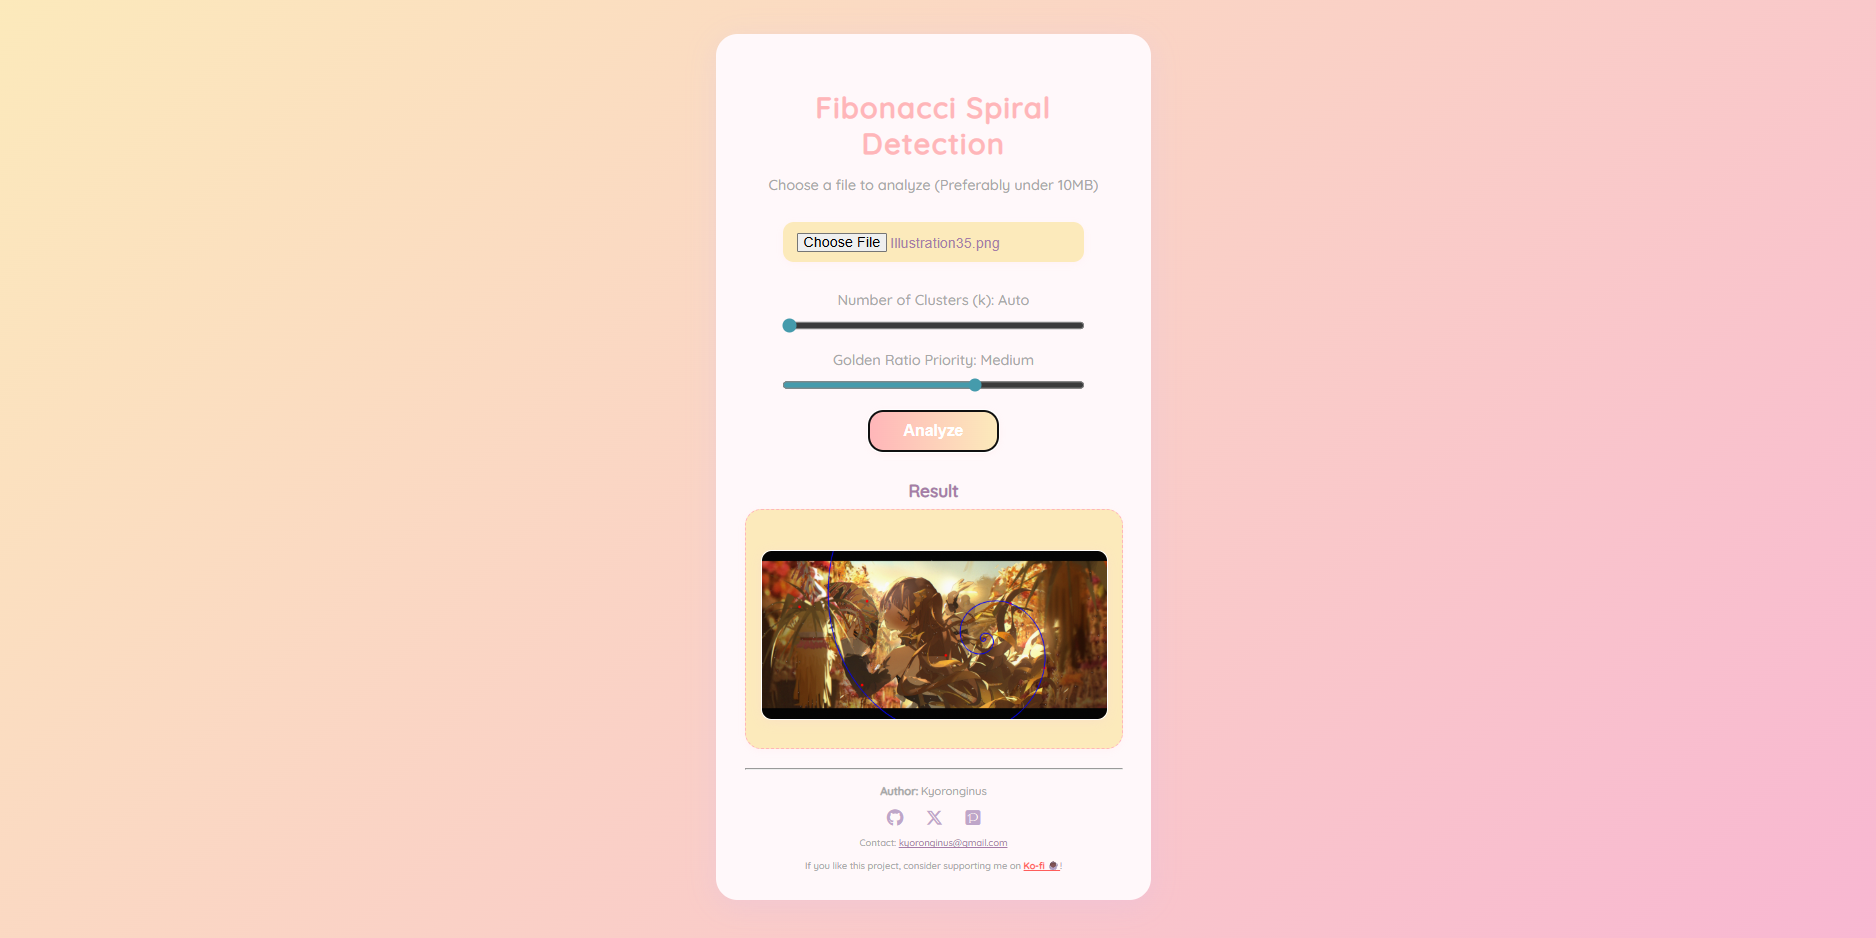 Fibonacci Spiral
Detection
Choose a file to analyze (Preferably under 10MB)
Choose File Illustration35.png
Number of Clusters (k): Auto
Golden Ratio Priority: Medium
Analyze
Result
Author: Kyoronginus
Contact: kyoronginus@gmail.com
If you like this project, consider supporting me on Ko-fi !